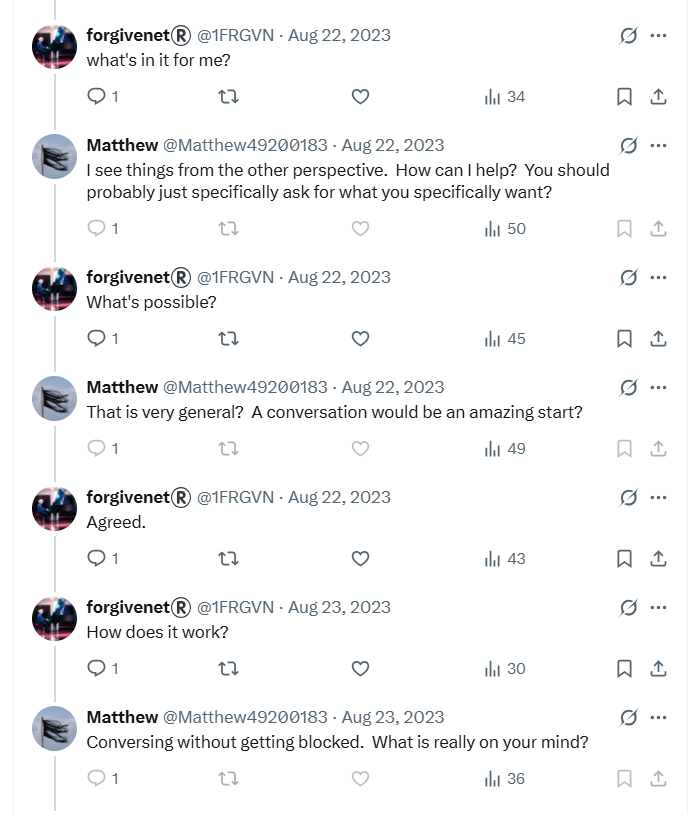 forgivenet® @1FRGVN · Aug 22, 2023
what's in it for me?
1 34
Matthew @Matthew49200183 · Aug 22, 2023
I see things from the other perspective.  How can I help?  You should
probably just specifically ask for what you specifically want?
1 50
forgivenet® @1FRGVN · Aug 22, 2023
What's possible?
1 45
Matthew @Matthew49200183 · Aug 22, 2023
That is very general?  A conversation would be an amazing start?
1 49
forgivenet® @1FRGVN · Aug 22, 2023
Agreed.
1 43
forgivenet® @1FRGVN · Aug 23, 2023
How does it work?
1 30
Matthew @Matthew49200183 · Aug 23, 2023
Conversing without getting blocked.  What is really on your mind?
1 36